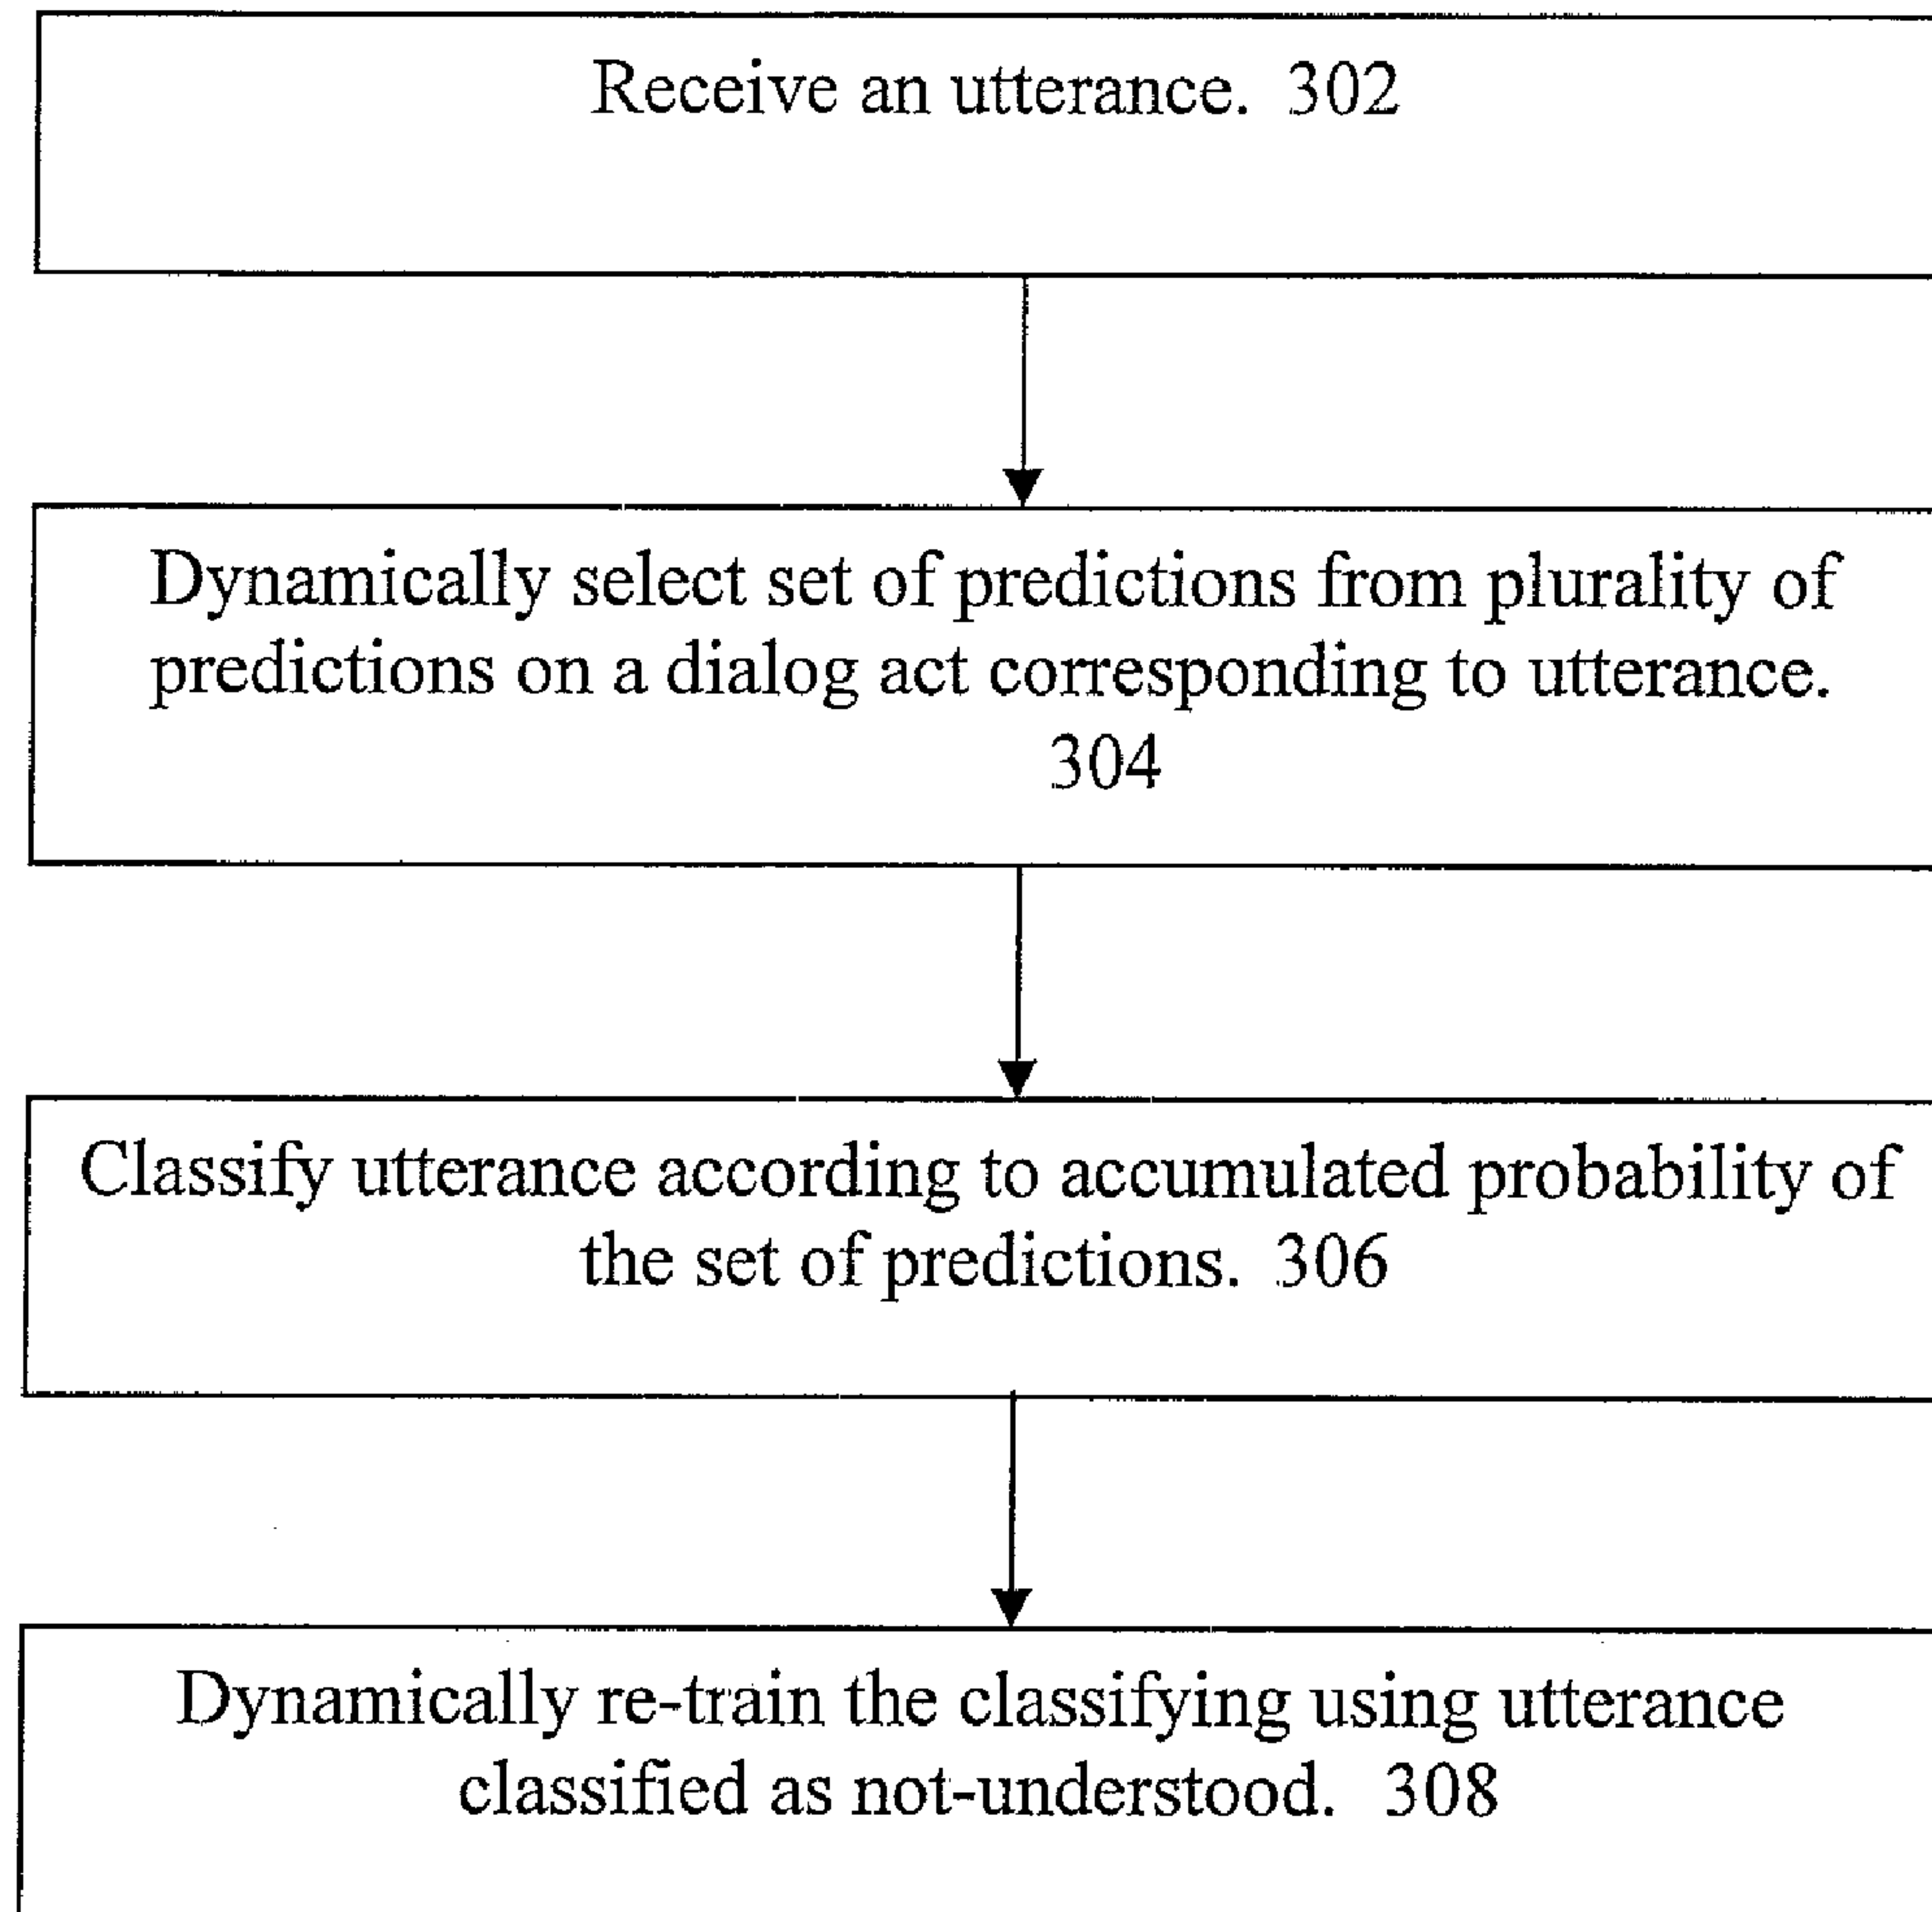 Receive an utterance. 302
Dynamically select set of predictions from plurality of
predictions on a dialog act corresponding to utterance.
304
Classify utterance according to accumulated probability of
the set of predictions. 306
Dynamically re-train the classifying using utterance
classified as not-understood. 308